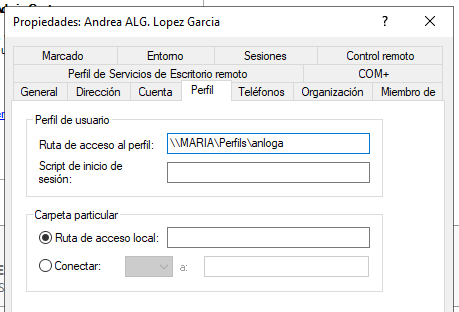 Propiedades: Andrea ALG. Lopez Garcia
Marcado Entorno Sesiones Control remoto
Perfil de Servicios de Escritorio remoto COM+
General Dirección Cuenta Perfil Teléfonos Organización Miembro de
Perfil de usuario
Ruta de acceso al perfil: \\MARIA\Perfils\anloga
Script de inicio de
sesión:
Carpeta particular
Ruta de acceso local:
Conectar: a: